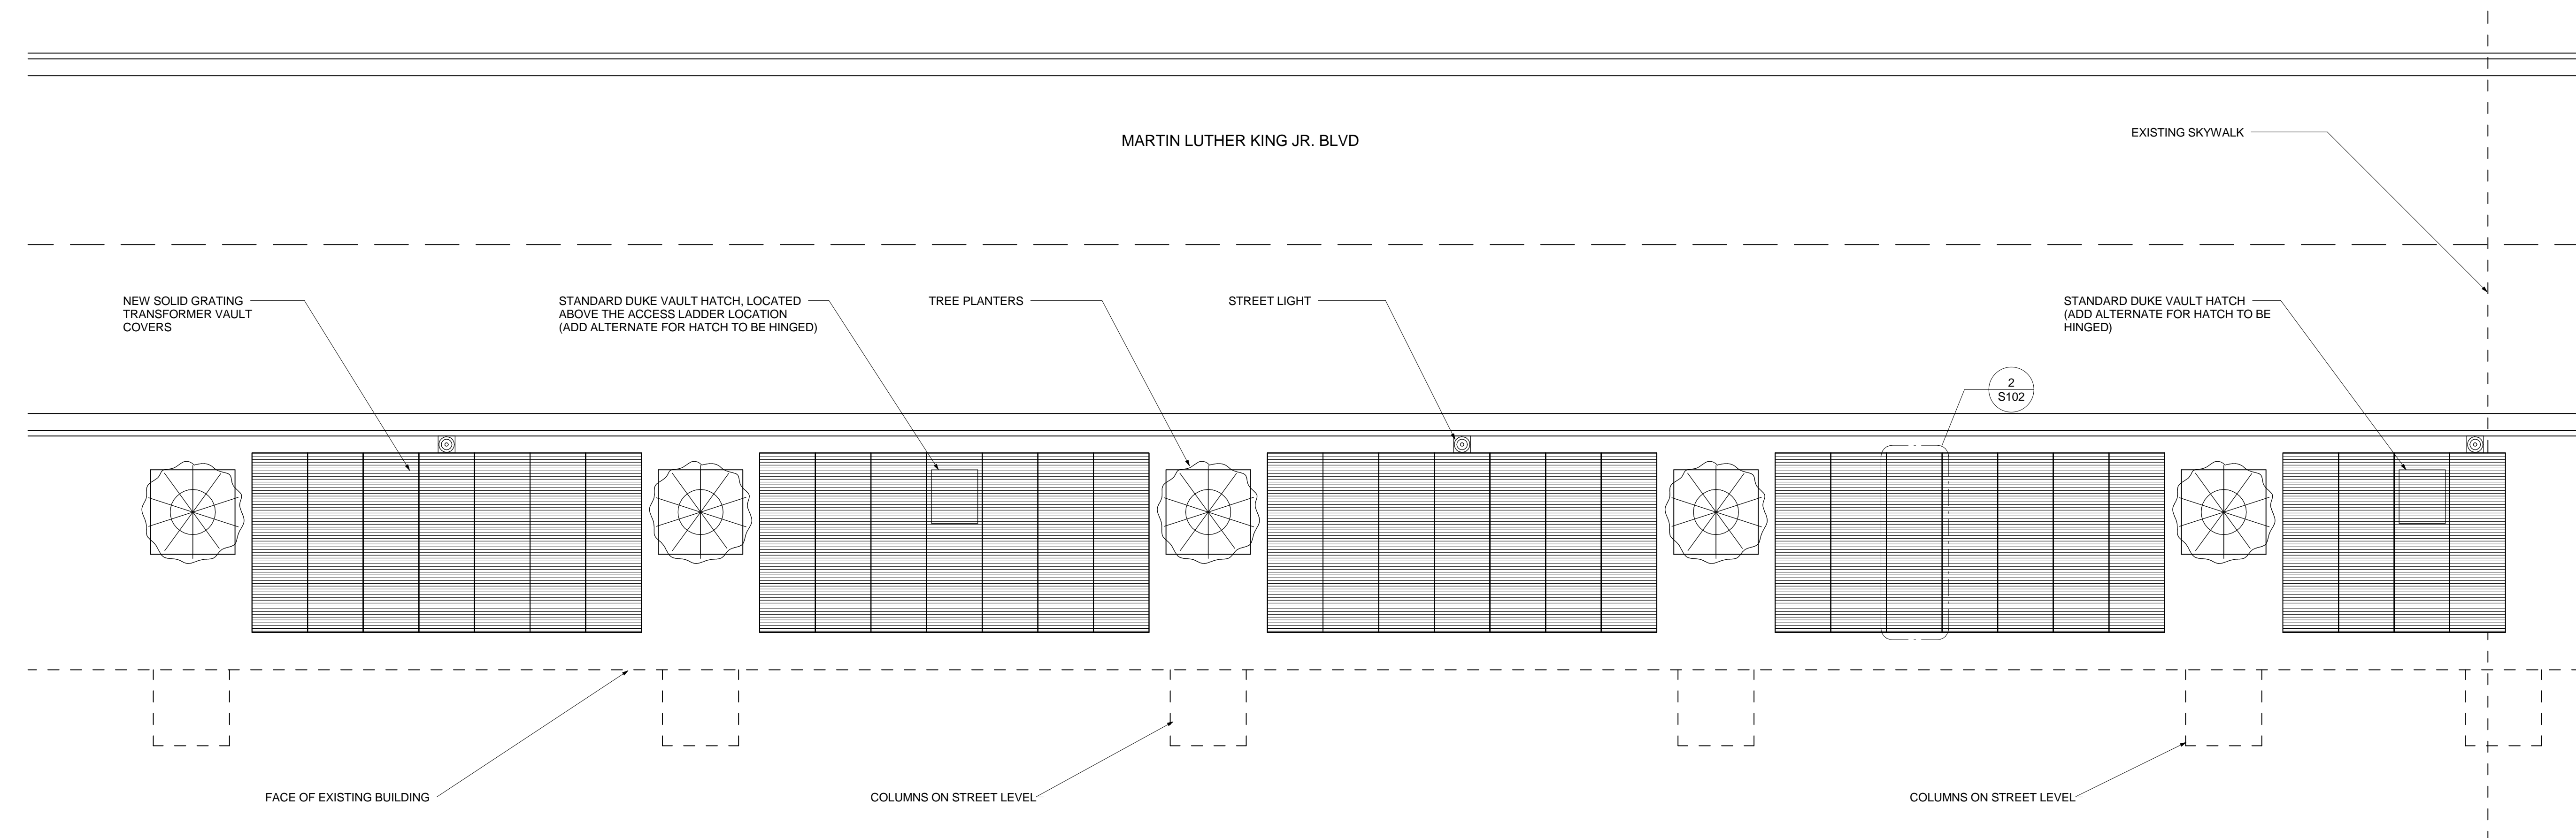 MARTIN LUTHER KING JR. BLVD
EXISTING SKYWALK
NEW SOLID GRATING
TRANSFORMER VAULT
COVERS
STANDARD DUKE VAULT HATCH, LOCATED
ABOVE THE ACCESS LADDER LOCATION
(ADD ALTERNATE FOR HATCH TO BE HINGED)
TREE PLANTERS
STREET LIGHT
STANDARD DUKE VAULT HATCH
(ADD ALTERNATE FOR HATCH TO BE
HINGED)
2
S102
FACE OF EXISTING BUILDING
COLUMNS ON STREET LEVEL
COLUMNS ON STREET LEVEL